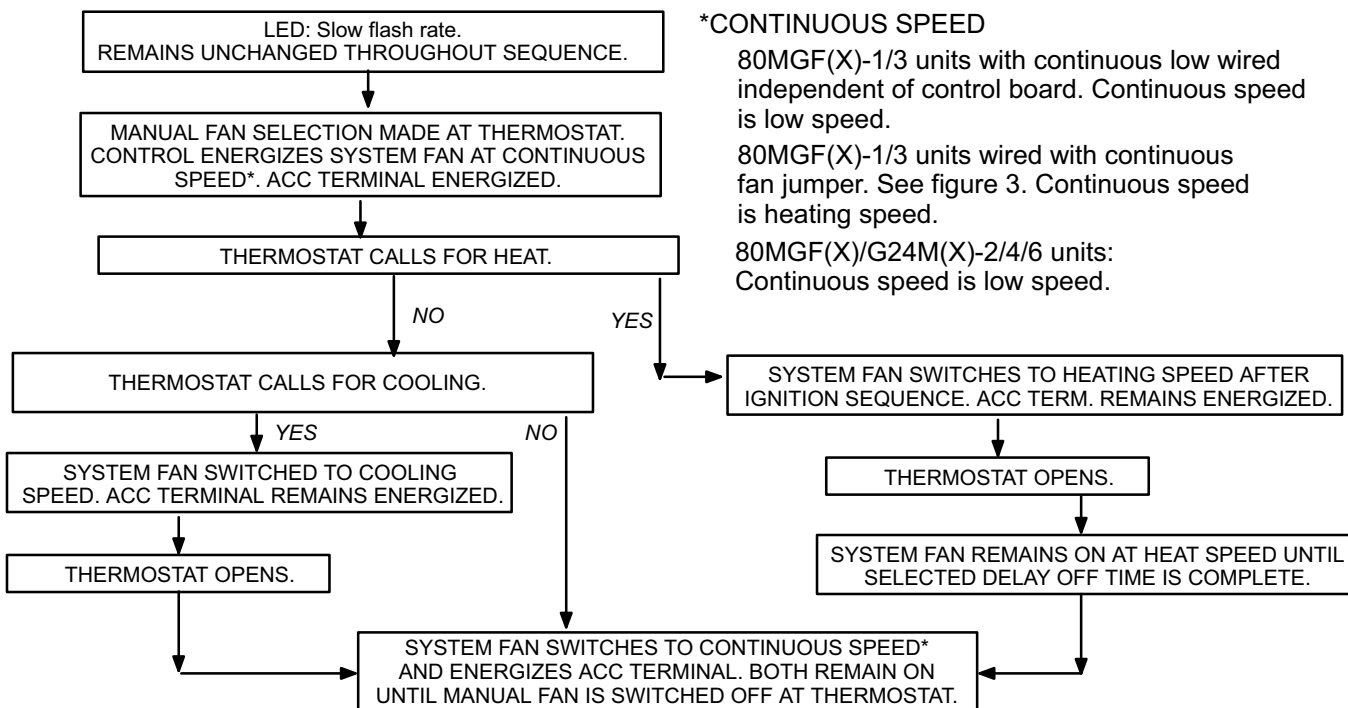 LED: Slow flash rate.
REMAINS UNCHANGED THROUGHOUT SEQUENCE.
MANUAL FAN SELECTION MADE AT THERMOSTAT.
CONTROL ENERGIZES SYSTEM FAN AT CONTINUOUS
SPEED*. ACC TERMINAL ENERGIZED.
THERMOSTAT CALLS FOR HEAT.
*CONTINUOUS SPEED
80MGF(X)-1/3 units with continuous low wired
independent of control board. Continuous speed
is low speed.
80MGF(X)-1/3 units wired with continuous
fan jumper. See figure 3. Continuous speed
is heating speed.
80MGF(X)/G24M(X)-2/4/6 units:
Continuous speed is low speed.
NO
YES
THERMOSTAT CALLS FOR COOLING.
YES
NO
SYSTEM FAN SWITCHED TO COOLING
SPEED. ACC TERMINAL REMAINS ENERGIZED.
THERMOSTAT OPENS.
SYSTEM FAN SWITCHES TO HEATING SPEED AFTER
IGNITION SEQUENCE. ACC TERM. REMAINS ENERGIZED.
THERMOSTAT OPENS.
SYSTEM FAN REMAINS ON AT HEAT SPEED UNTIL
SELECTED DELAY OFF TIME IS COMPLETE.
SYSTEM FAN SWITCHES TO CONTINUOUS SPEED*
AND ENERGIZES ACC TERMINAL. BOTH REMAIN ON
UNTIL MANUAL FAN IS SWITCHED OFF AT THERMOSTAT.